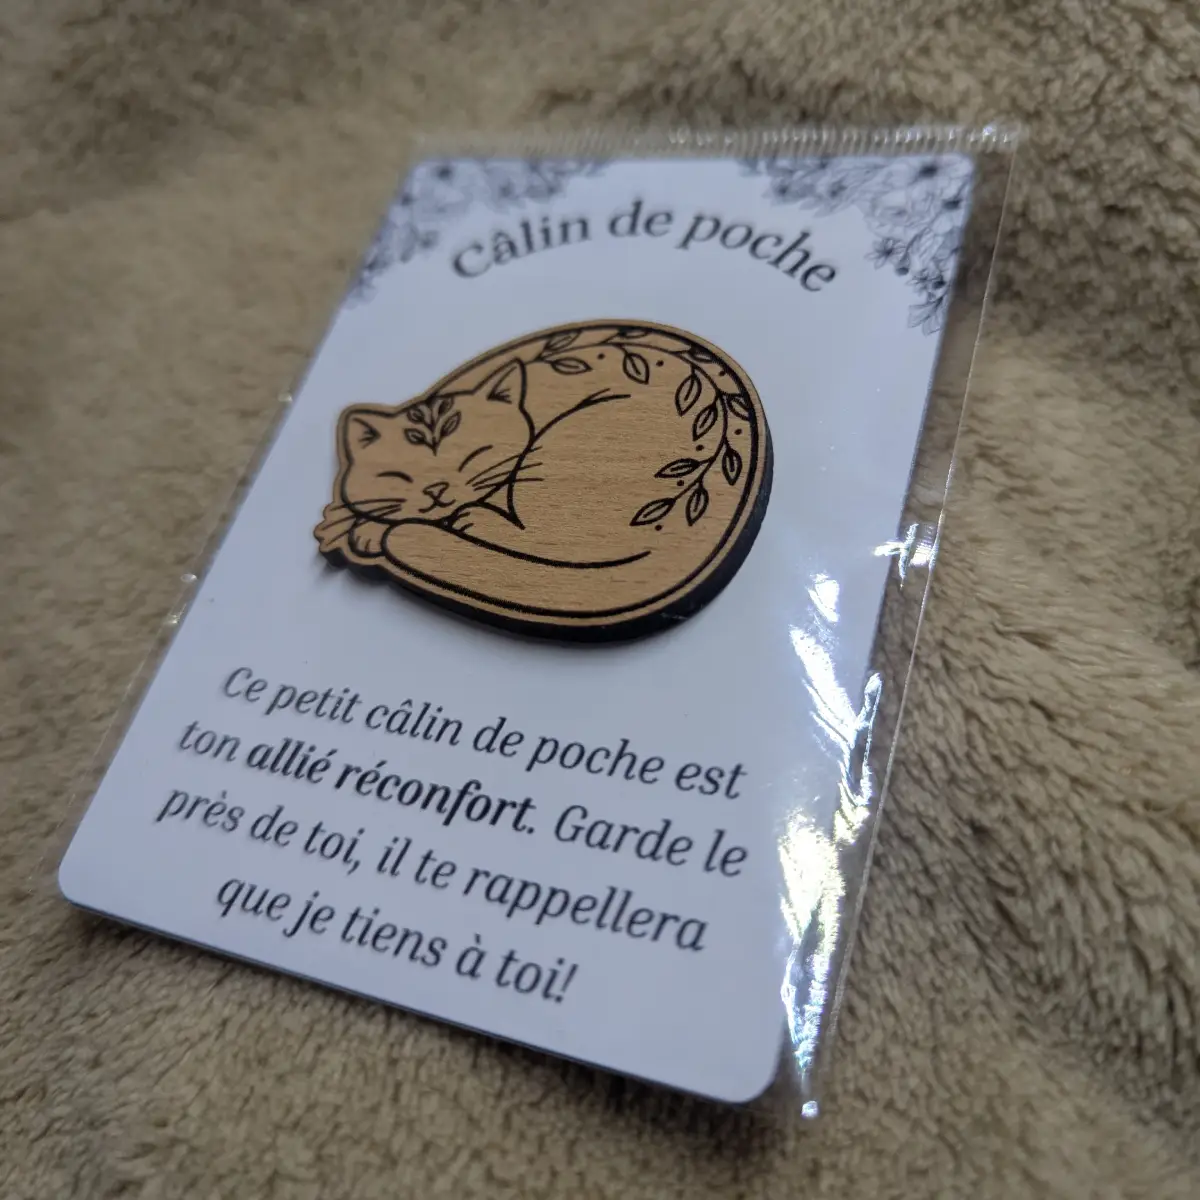 Câlin de poche
Ce petit câlin de poche est
ton allié réconfort. Garde le
près de toi, il te rappellera
que je tiens à toi!